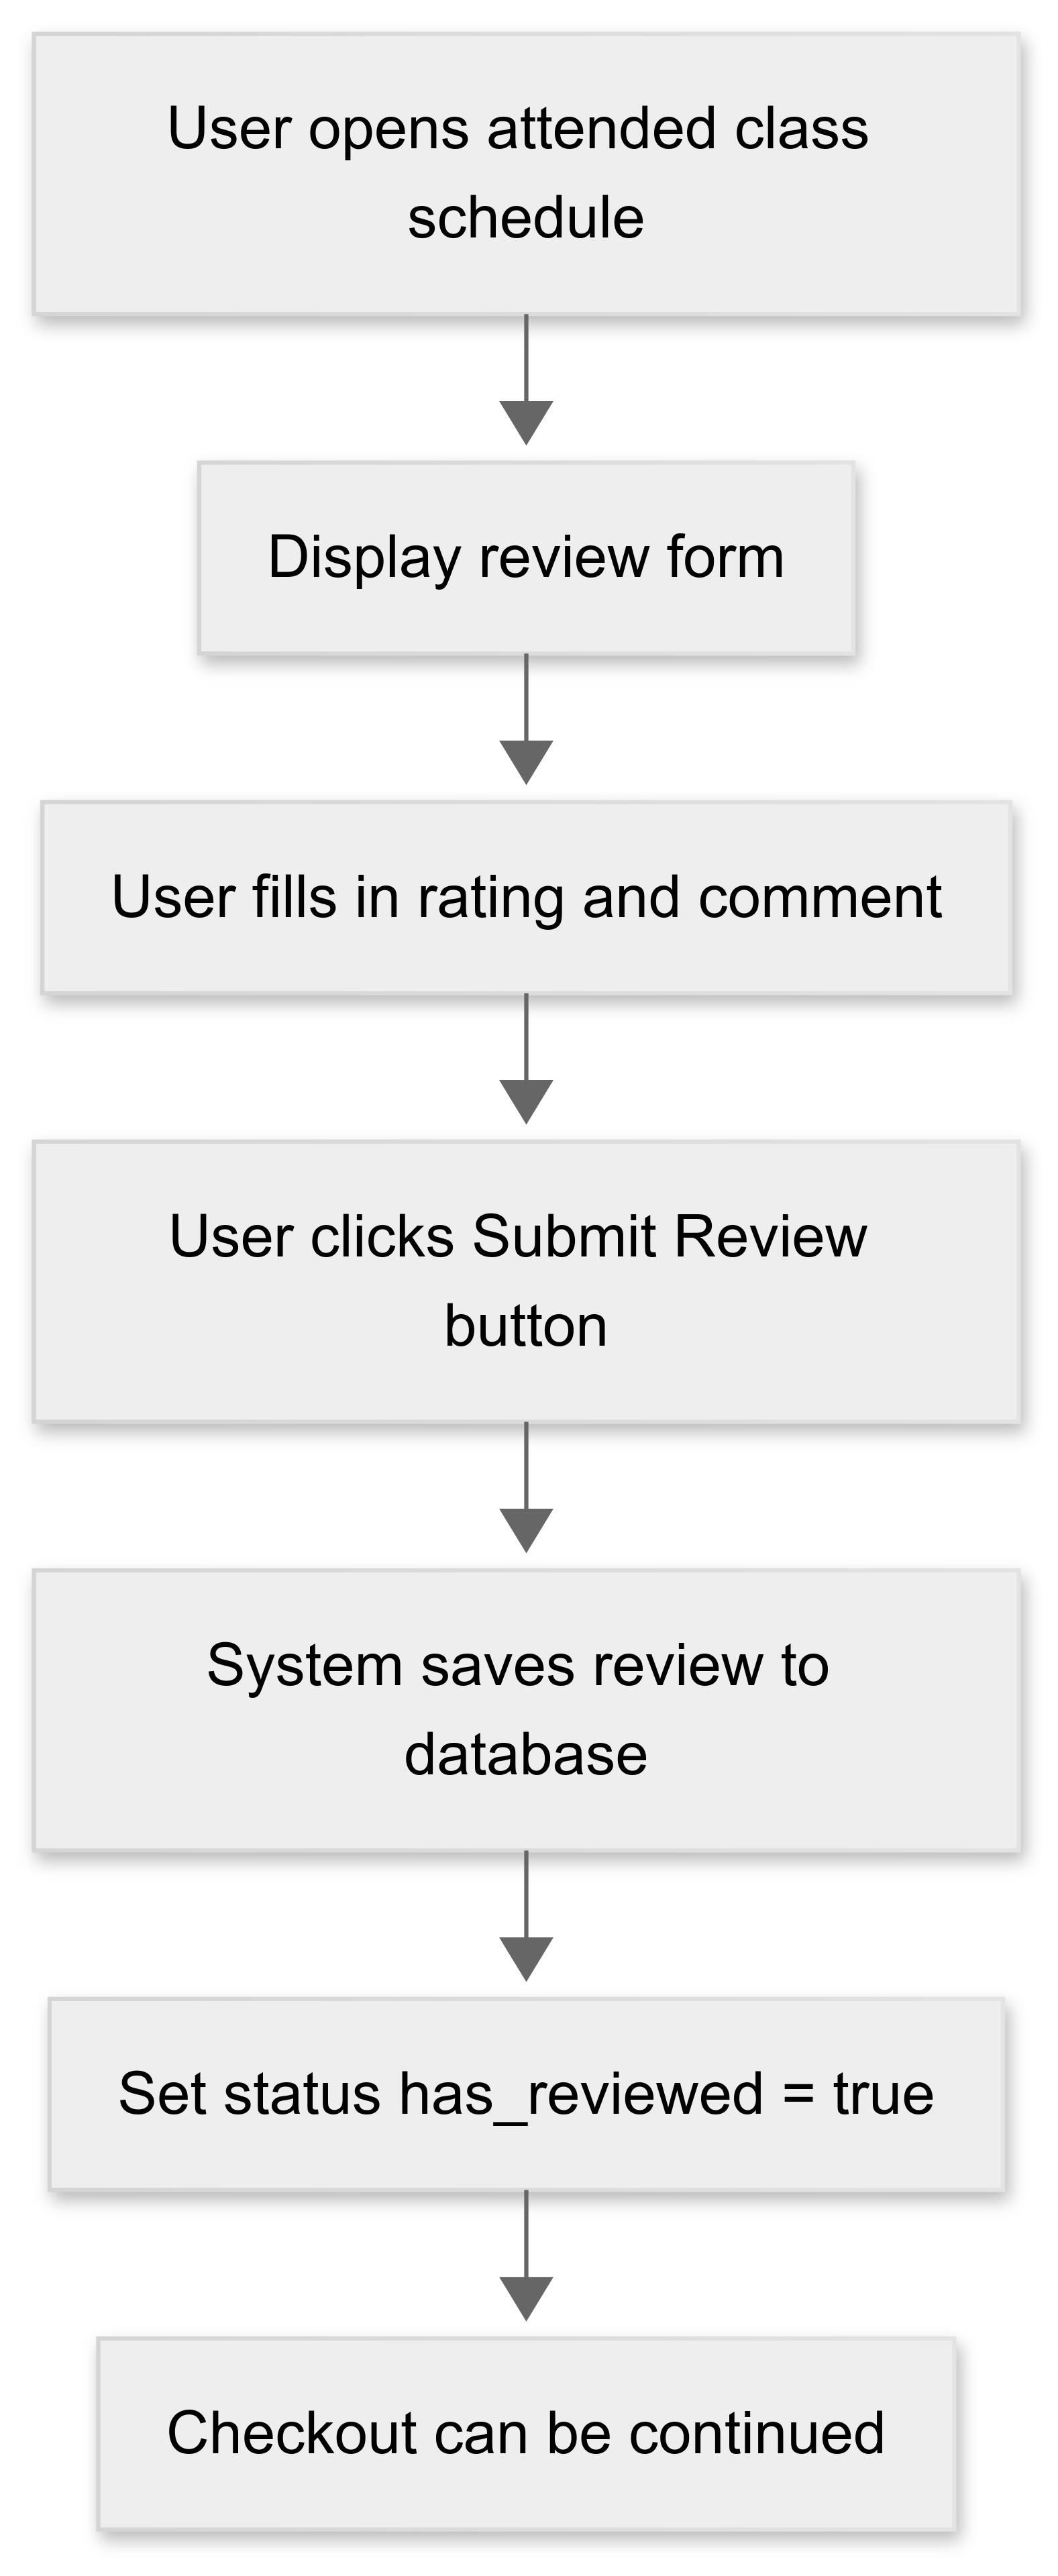 User opens attended class
schedule
Display review form
User fills in rating and comment
User clicks Submit Review
button
System saves review to
database
Set status has_reviewed = true
Checkout can be continued